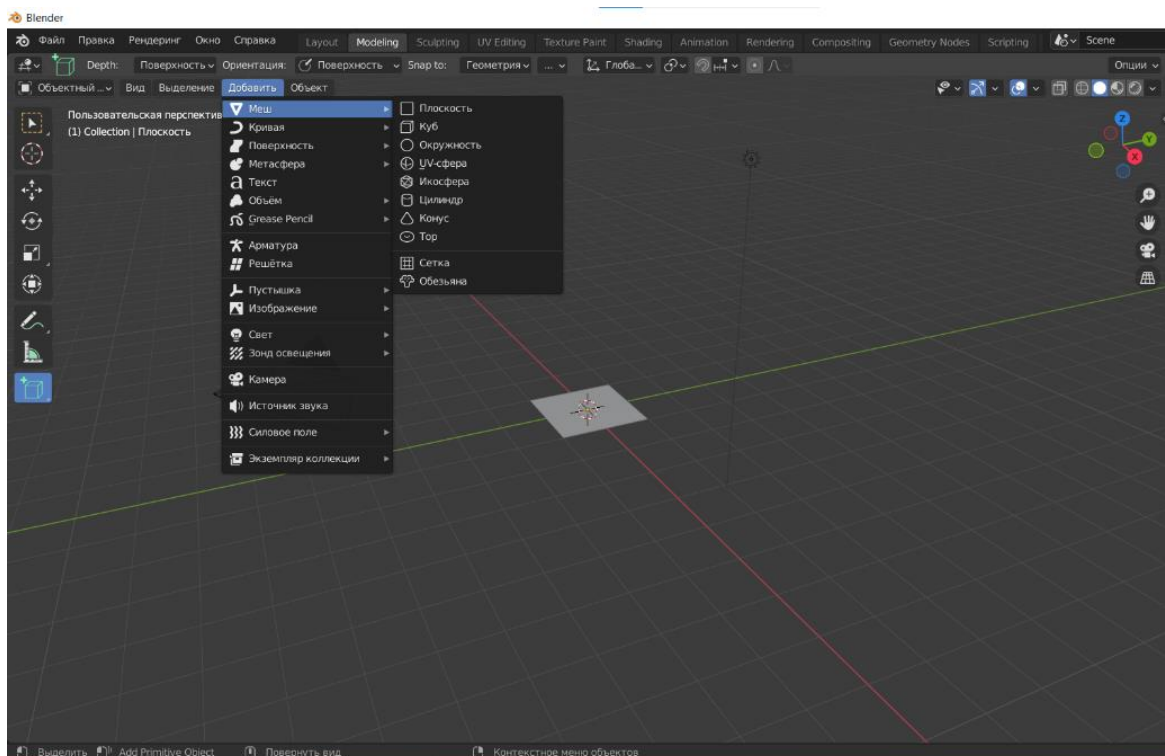 Blender
Файл Правка Рендеринг Окно Справка Layout Modeling Sculpting UV Editing Texture Paint Shading Animation Rendering Compositing Geometry Nodes Scripting Scene
Depth: Поверхность Ориентация: Поверхность Snap to: Геометрия ... Глоба... Опции
Объектный ... Вид Выделение Добавить Объект
Пользовательская перспектив
(1) Collection | Плоскость
Меш
Кривая
Поверхность
Метасфера
Текст
Объём
Grease Pencil
Арматура
Решётка
Пустышка
Изображение
Свет
Зонд освещения
Камера
Источник звука
Силовое поле
Экземпляр коллекции
Плоскость
Куб
Окружность
UV-сфера
Икосфера
Цилиндр
Конус
Тор
Сетка
Обезьяна
Z
Y
X
Выделить Add Primitive Object Повернуть вид Контекстное меню объектов